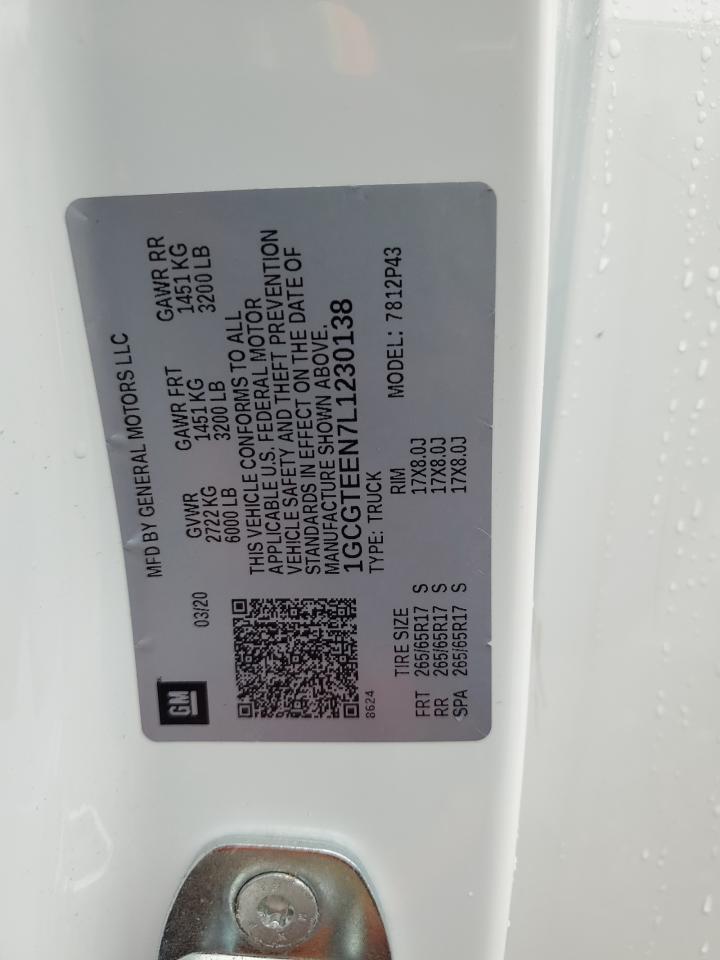 GM
MFD BY GENERAL MOTORS LLC
03/20
GVWR GAWR FRT GAWR RR
2722 KG 1451 KG 1451 KG
6000 LB 3200 LB 3200 LB
THIS VEHICLE CONFORMS TO ALL
APPLICABLE U.S. FEDERAL MOTOR
VEHICLE SAFETY AND THEFT PREVENTION
STANDARDS IN EFFECT ON THE DATE OF
MANUFACTURE SHOWN ABOVE.
1GCGTEEN7L1230138
8624
TYPE: TRUCK MODEL: 7812P43
TIRE SIZE RIM
FRT 265/65R17 S 17X8.0J
RR 265/65R17 S 17X8.0J
SPA 265/65R17 S 17X8.0J